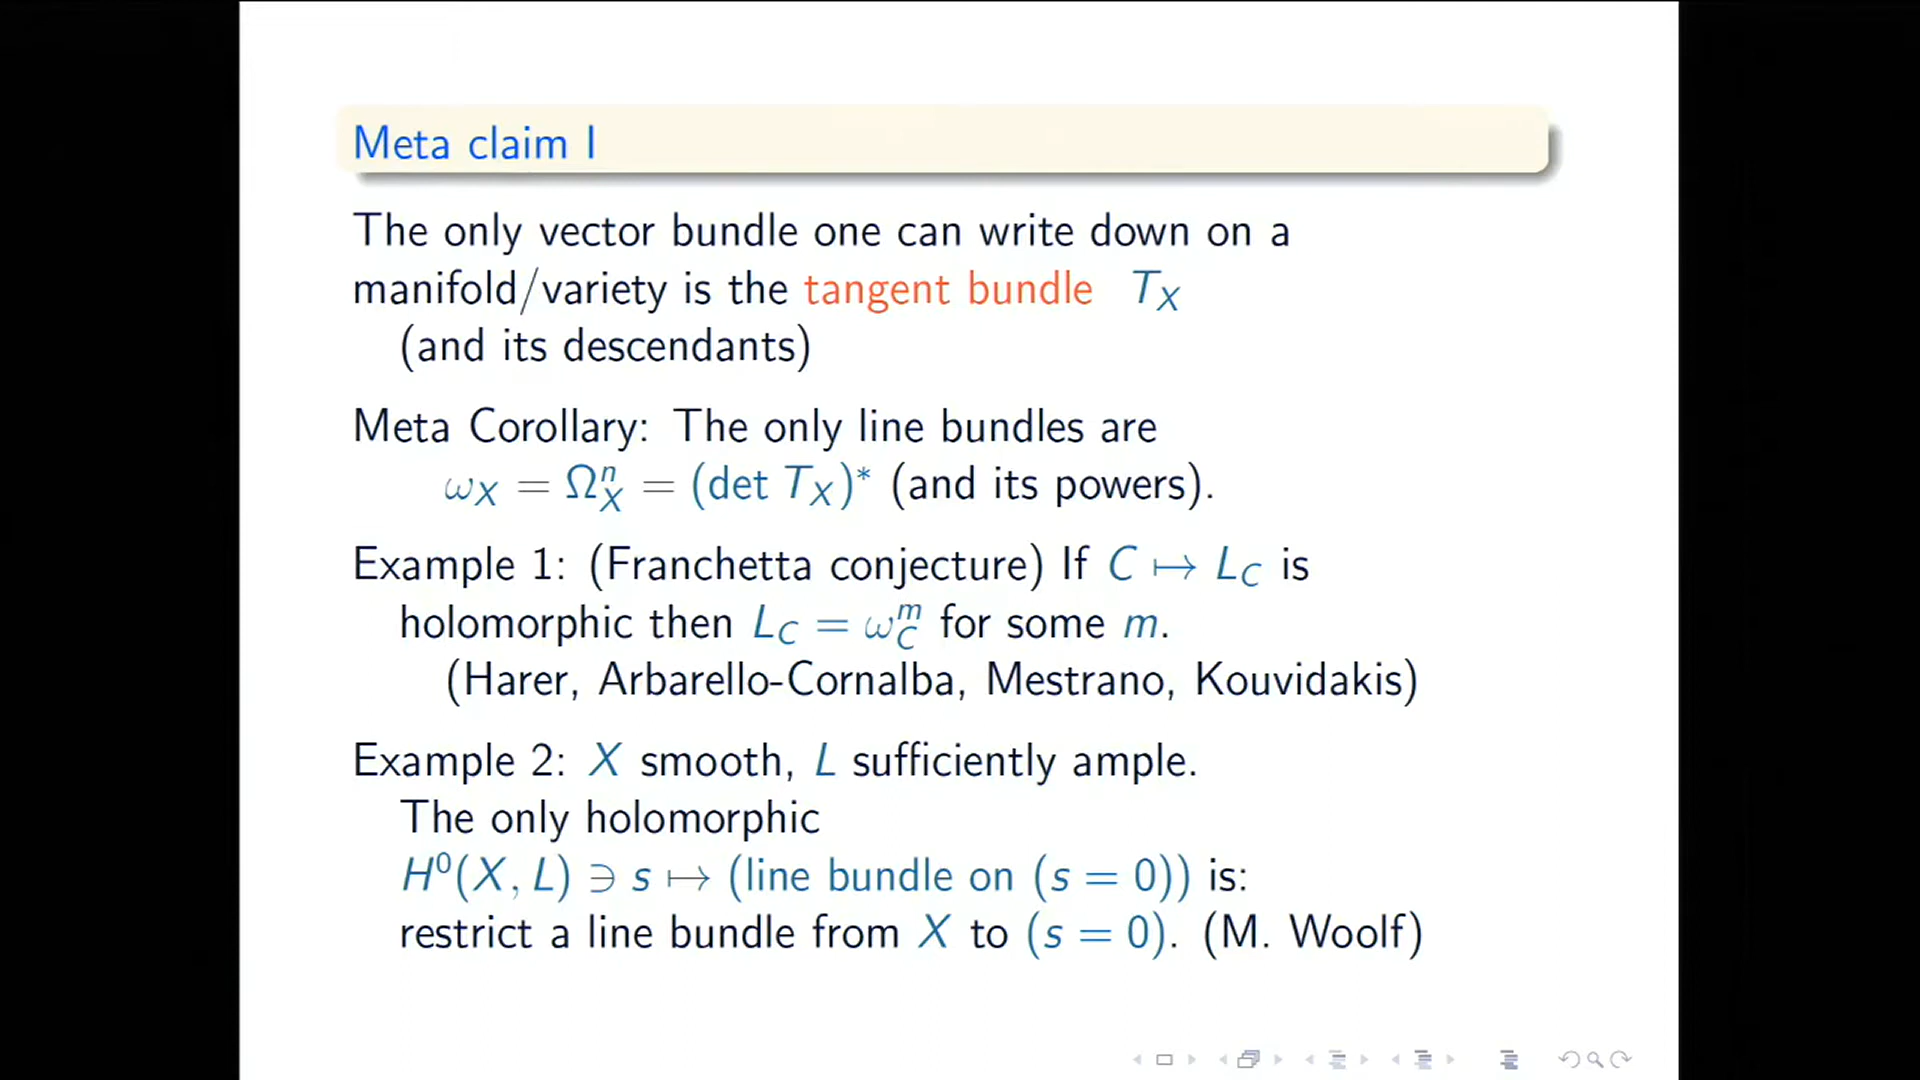 Meta claim I
The only vector bundle one can write down on a
manifold/variety is the tangent bundle T_X
(and its descendants)
Meta Corollary: The only line bundles are
ω_X = Ω^n_X = (det T_X)* (and its powers).
Example 1: (Franchetta conjecture) If C ↦ L_C is
holomorphic then L_C = ω^m_C for some m.
(Harer, Arbarello-Cornalba, Mestrano, Kouvidakis)
Example 2: X smooth, L sufficiently ample.
The only holomorphic
H⁰(X, L) ∋ s ↦ (line bundle on (s = 0)) is:
restrict a line bundle from X to (s = 0). (M. Woolf)